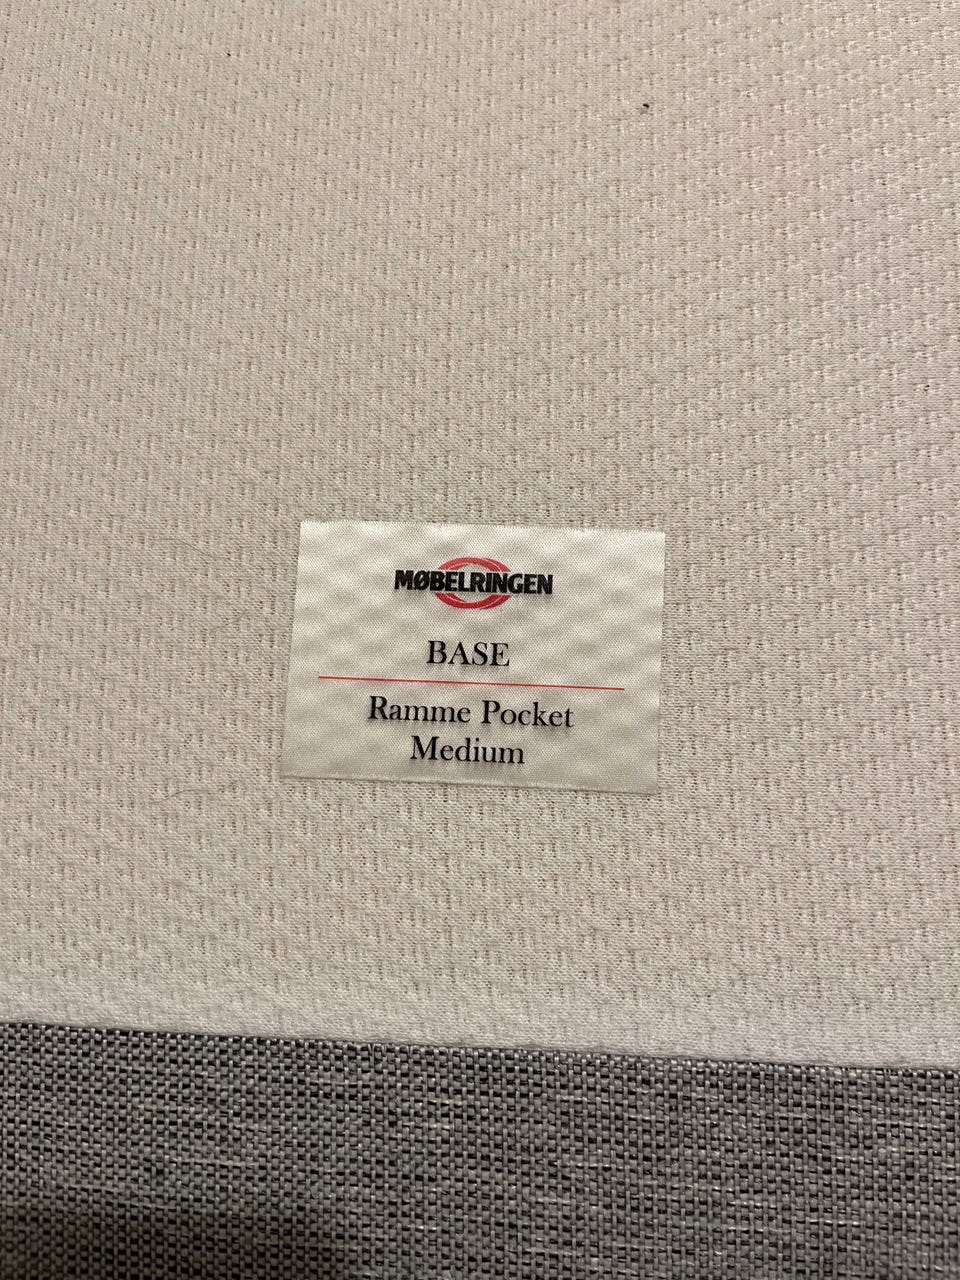 MØBELRINGEN
BASE
Ramme Pocket
Medium